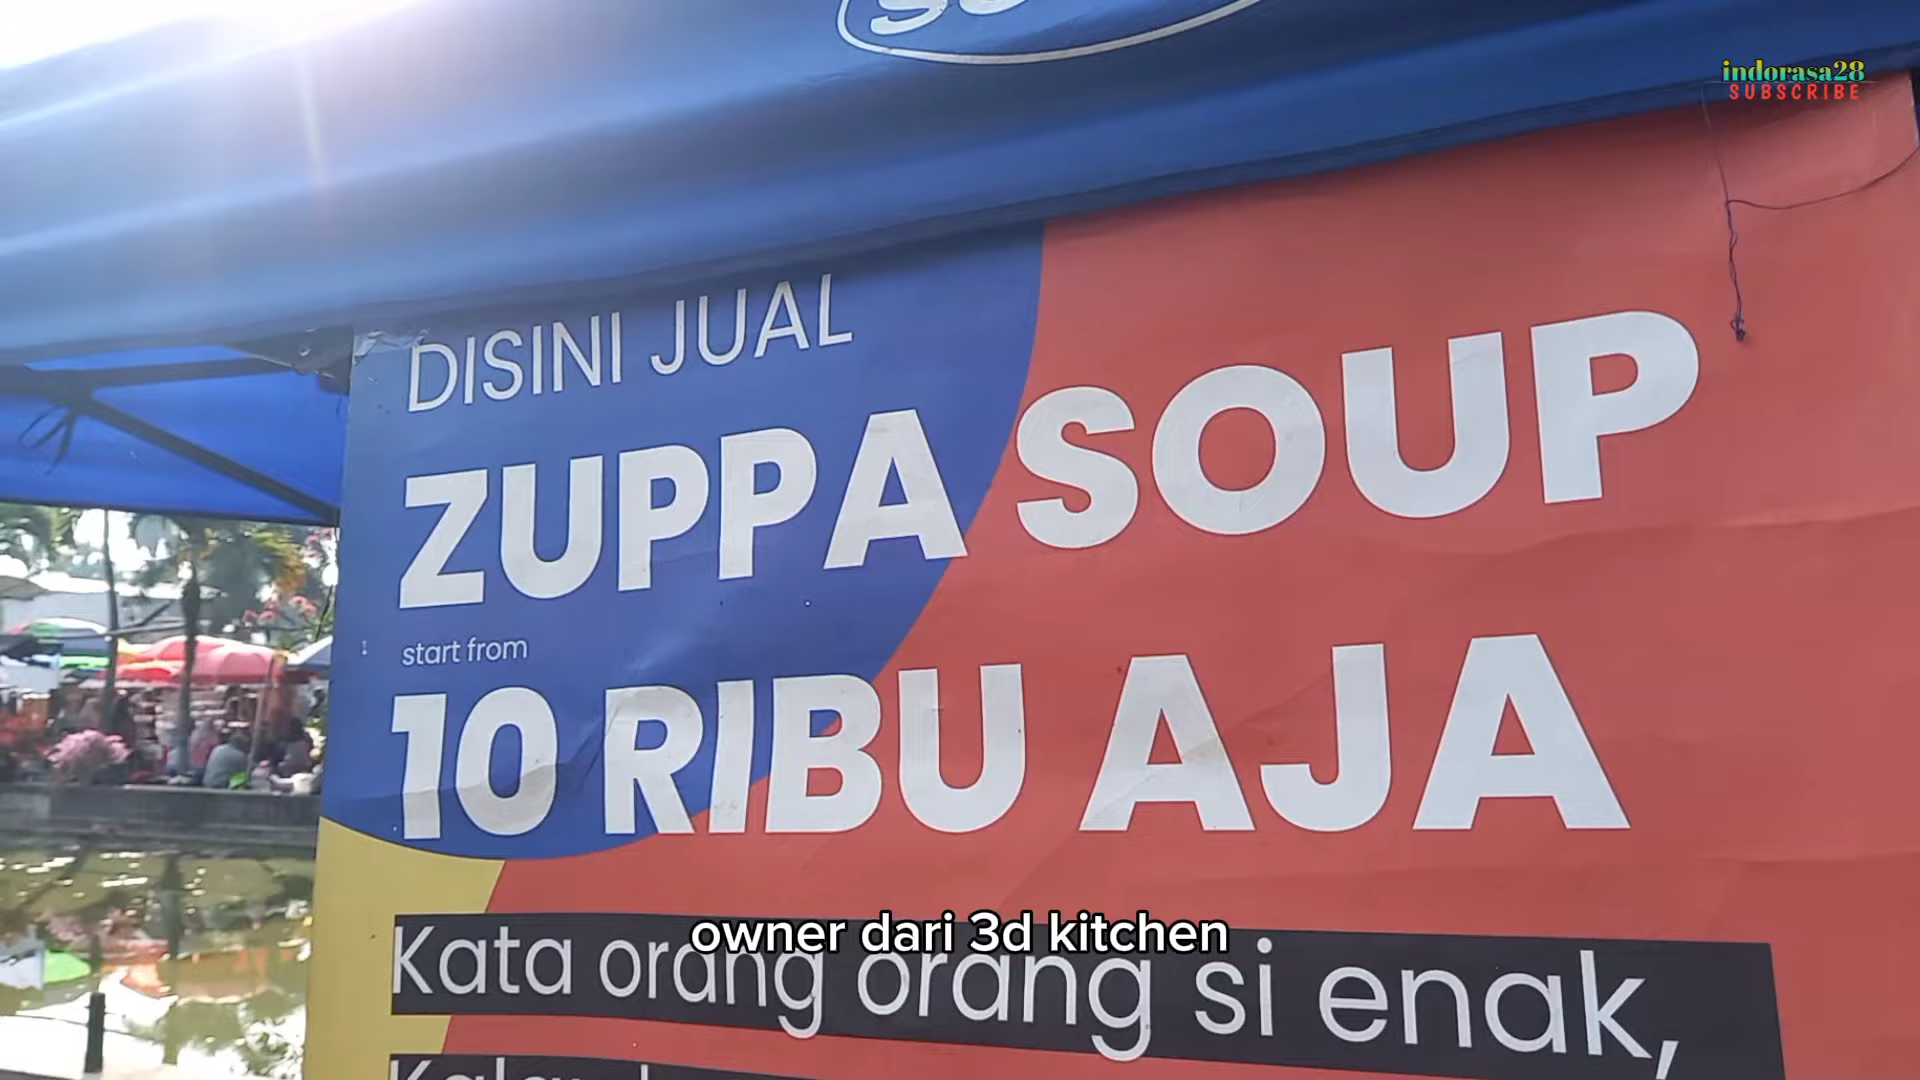 indorasa28
SUBSCRIBE
DISINI JUAL
ZUPPA SOUP
start from
10 RIBU AJA
owner dari 3d kitchen
Kata orang orang si enak,